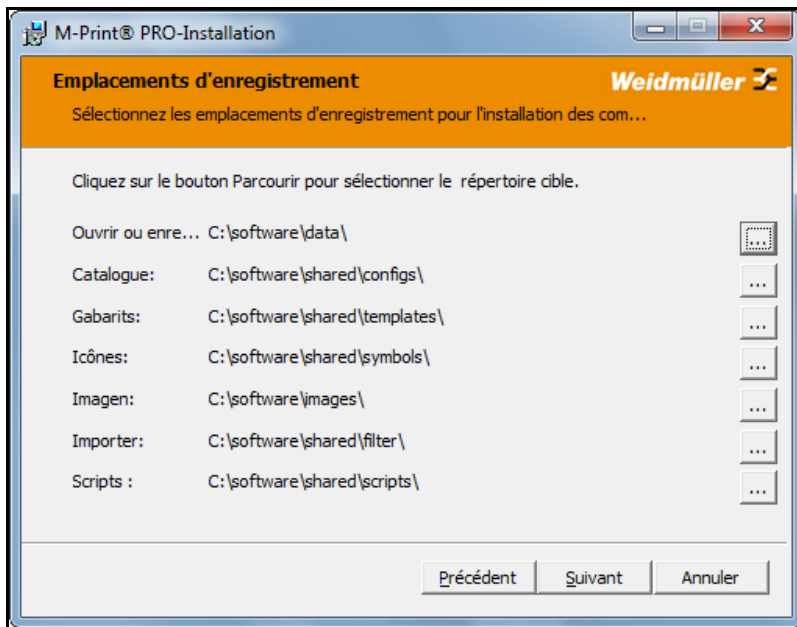 M-Print® PRO-Installation
Emplacements d'enregistrement
Weidmüller
Sélectionnez les emplacements d'enregistrement pour l'installation des com...
Cliquez sur le bouton Parcourir pour sélectionner le répertoire cible.
Ouvrir ou enre... C:\software\data\ ...
Catalogue: C:\software\shared\configs\ ...
Gabarits: C:\software\shared\templates\ ...
Icônes: C:\software\shared\symbols\ ...
Imagen: C:\software\images\ ...
Importer: C:\software\shared\filter\ ...
Scripts : C:\software\shared\scripts\ ...
Précédent Suivant Annuler